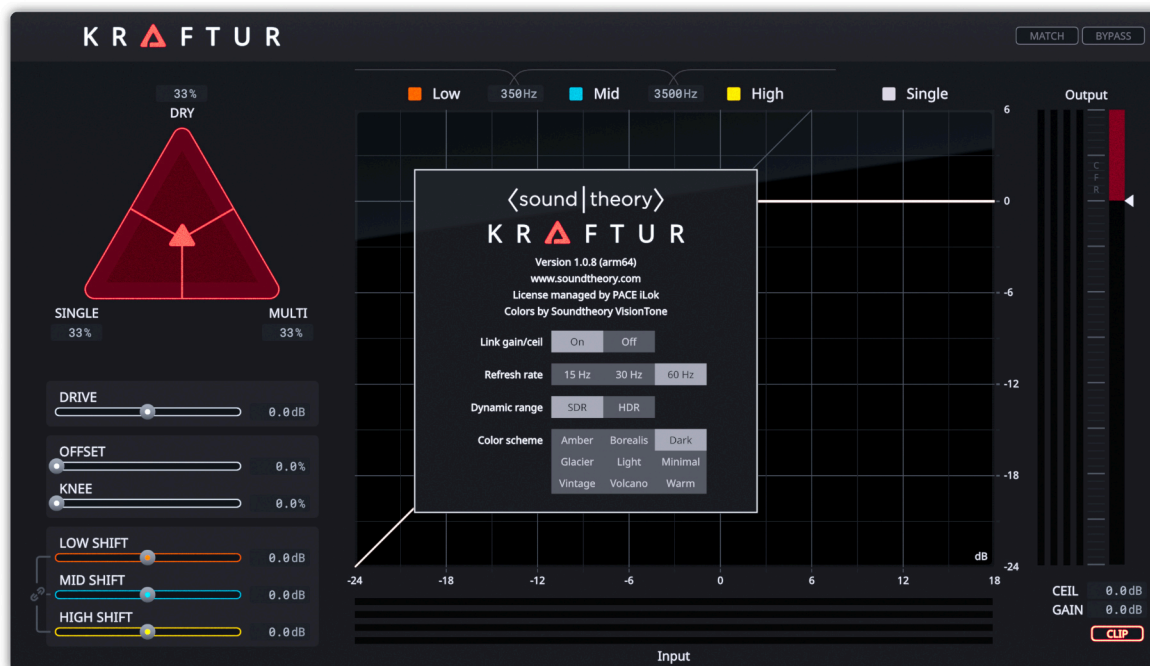 KRAFTUR
MATCH BYPASS
33%
DRY
SINGLE MULTI
33% 33%
Low 350Hz Mid 3500Hz High Single
Output
6
0
-6
-12
-18
-24
C
F
R
⟨sound|theory⟩
KRAFTUR
Version 1.0.8 (arm64)
www.soundtheory.com
License managed by PACE iLok
Colors by Soundtheory VisionTone
Link gain/ceil On Off
Refresh rate 15 Hz 30 Hz 60 Hz
Dynamic range SDR HDR
Color scheme Amber Borealis Dark
Glacier Light Minimal
Vintage Volcano Warm
DRIVE
0.0dB
OFFSET
0.0%
KNEE
0.0%
LOW SHIFT
0.0dB
MID SHIFT
0.0dB
HIGH SHIFT
0.0dB
dB
-24 -18 -12 -6 0 6 12 18
Input
CEIL 0.0dB
GAIN 0.0dB
CLIP